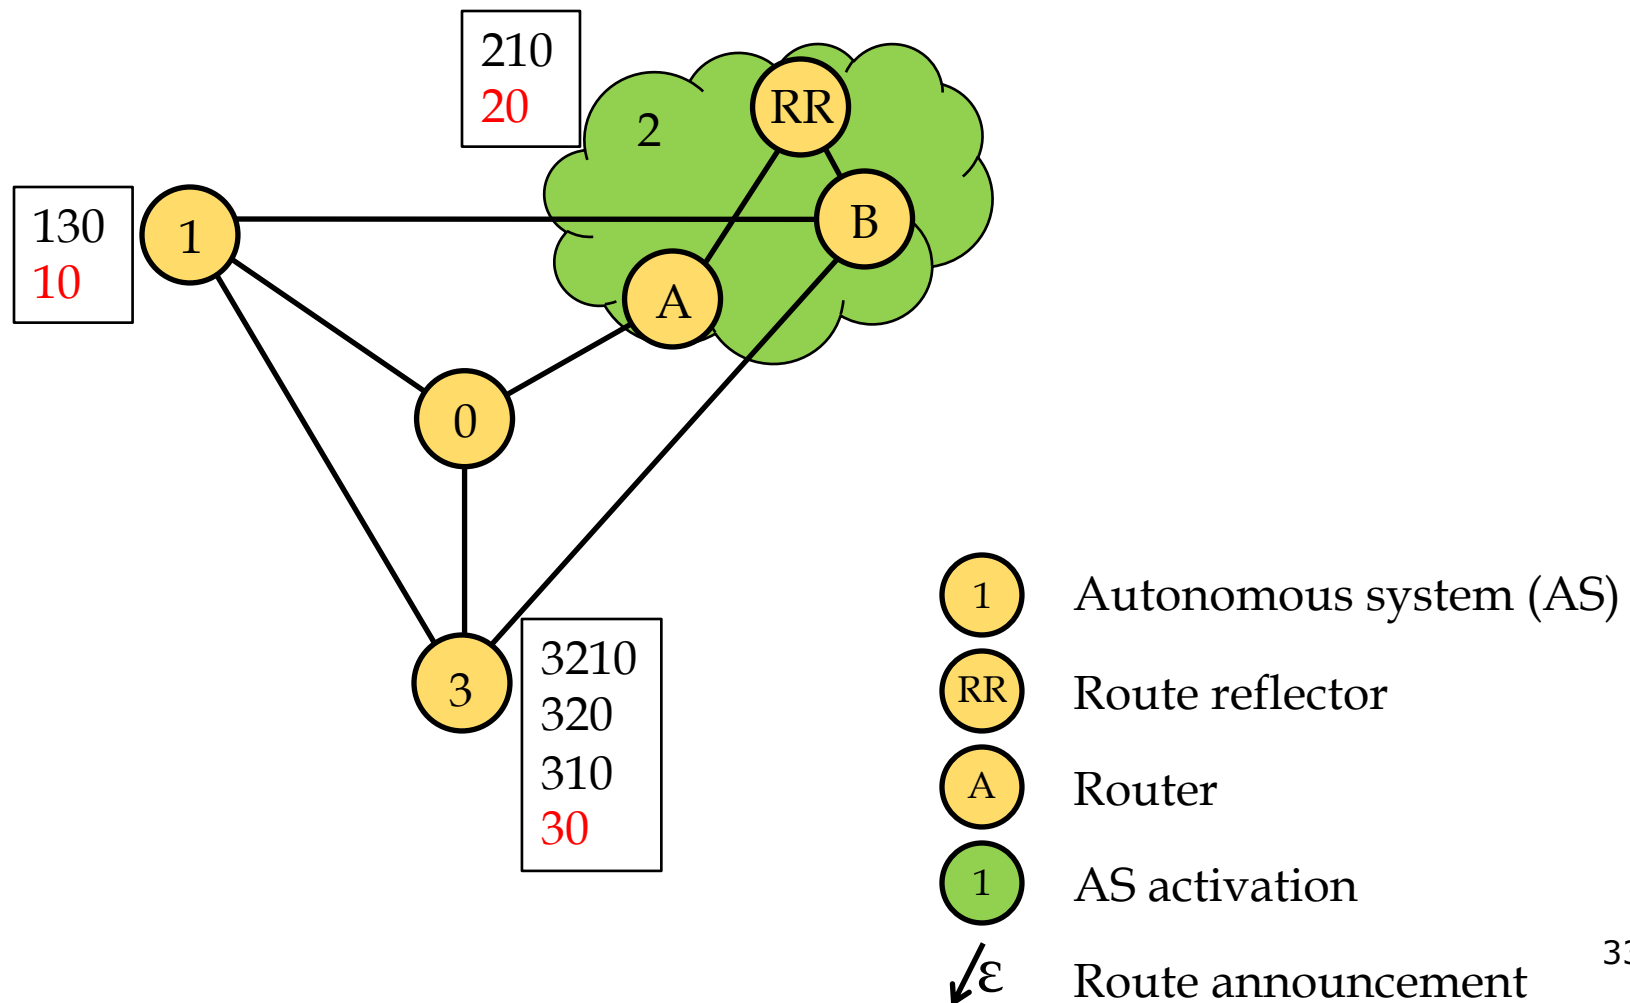 210
20
2
RR
130
10
1
B
A
0
3
3210
320
310
30
1 Autonomous system (AS)
RR Route reflector
A Router
1 AS activation
ε Route announcement
33